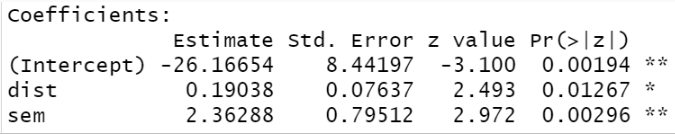 Coefficients:
Estimate Std. Error z value Pr(>|z|)
(Intercept) -26.16654 8.44197 -3.100 0.00194 **
dist 0.19038 0.07637 2.493 0.01267 *
sem 2.36288 0.79512 2.972 0.00296 **